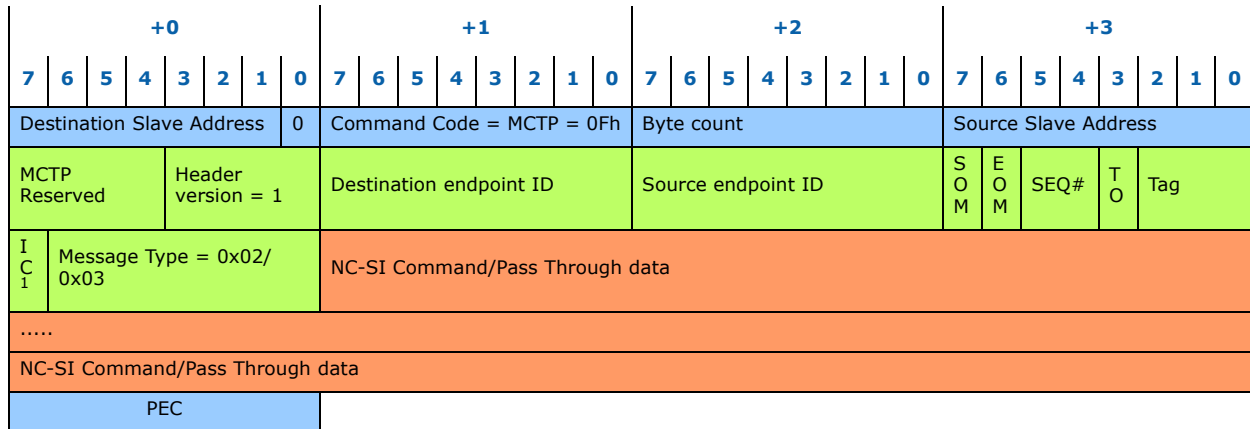 +0 +1 +2 +3
7 6 5 4 3 2 1 0 7 6 5 4 3 2 1 0 7 6 5 4 3 2 1 0 7 6 5 4 3 2 1 0
Destination Slave Address 0 Command Code = MCTP = 0Fh Byte count Source Slave Address
MCTP Reserved Header version = 1 Destination endpoint ID Source endpoint ID SOM EOM SEQ# TO Tag
IC1 Message Type = 0x02/ 0x03 NC-SI Command/Pass Through data
.....
NC-SI Command/Pass Through data
PEC